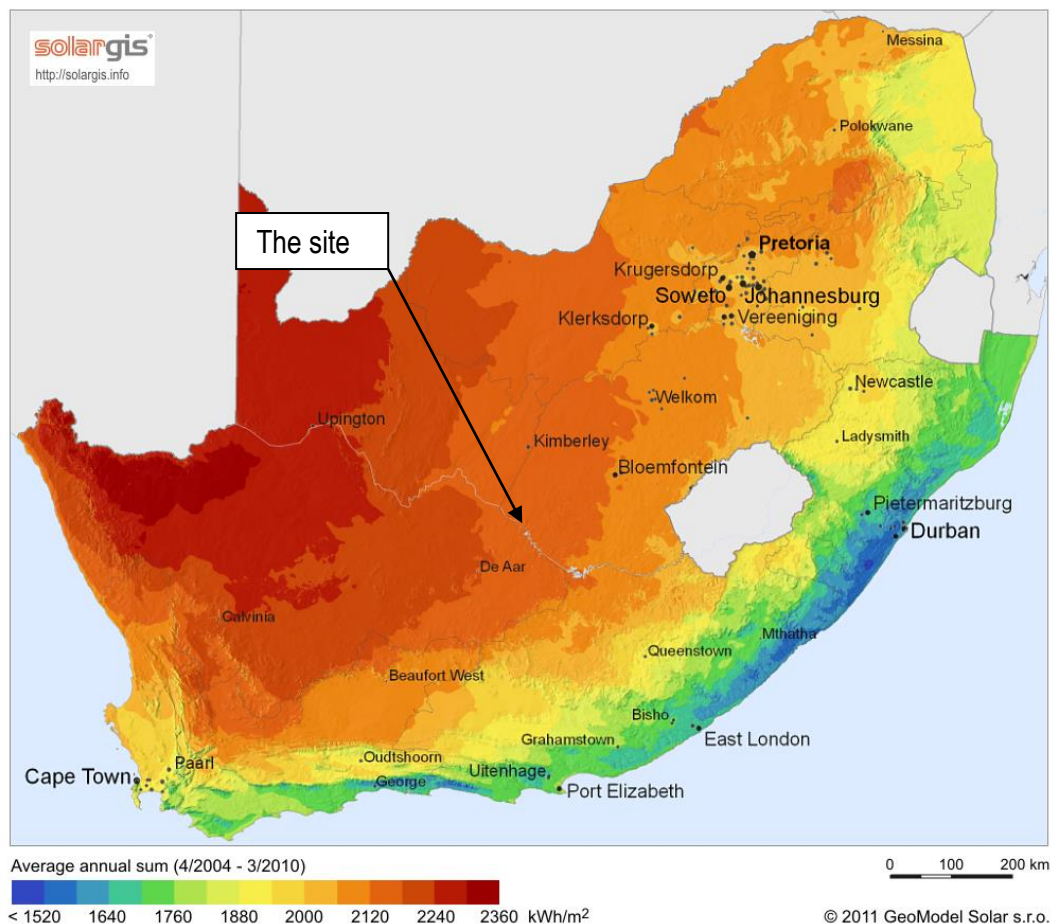 solargis
http://solargis.info
Messina
Polokwane
The site
Pretoria
Krugersdorp
Soweto
Johannesburg
Klerksdorp
Vereeniging
Newcastle
Welkom
Upington
Ladysmith
Kimberley
Bloemfontein
Pietermaritzburg
Durban
De Aar
Calvinia
Mthatha
Queenstown
Beaufort West
Bisho
Grahamstown
East London
Oudtshoorn
Paarl
Uitenhage
Cape Town
George
Port Elizabeth
Average annual sum (4/2004 - 3/2010)
0 100 200 km
< 1520 1640 1760 1880 2000 2120 2240 2360 kWh/m2
© 2011 GeoModel Solar s.r.o.